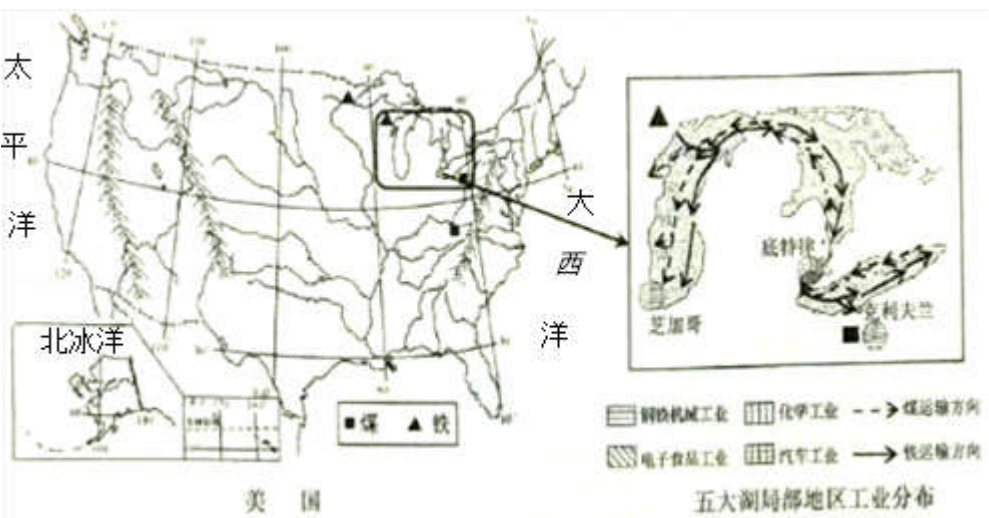 太
平
洋
北冰洋
大
西
洋
■煤 ▲铁
美 国
底特律
芝加哥
克利夫兰
钢铁机械工业 化学工业 煤运输方向
电子食品工业 汽车工业 铁运输方向
五大湖局部地区工业分布